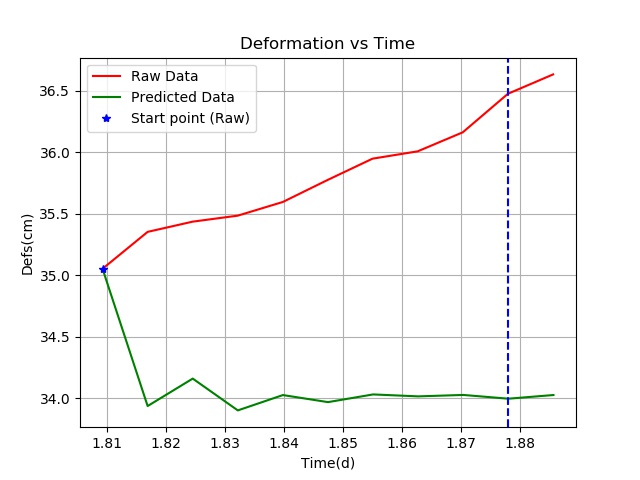 Deformation vs Time
Raw Data
Predicted Data
Start point (Raw)
36.5
36.0
35.5
35.0
34.5
34.0
Defs(cm)
1.81 1.82 1.83 1.84 1.85 1.86 1.87 1.88
Time(d)